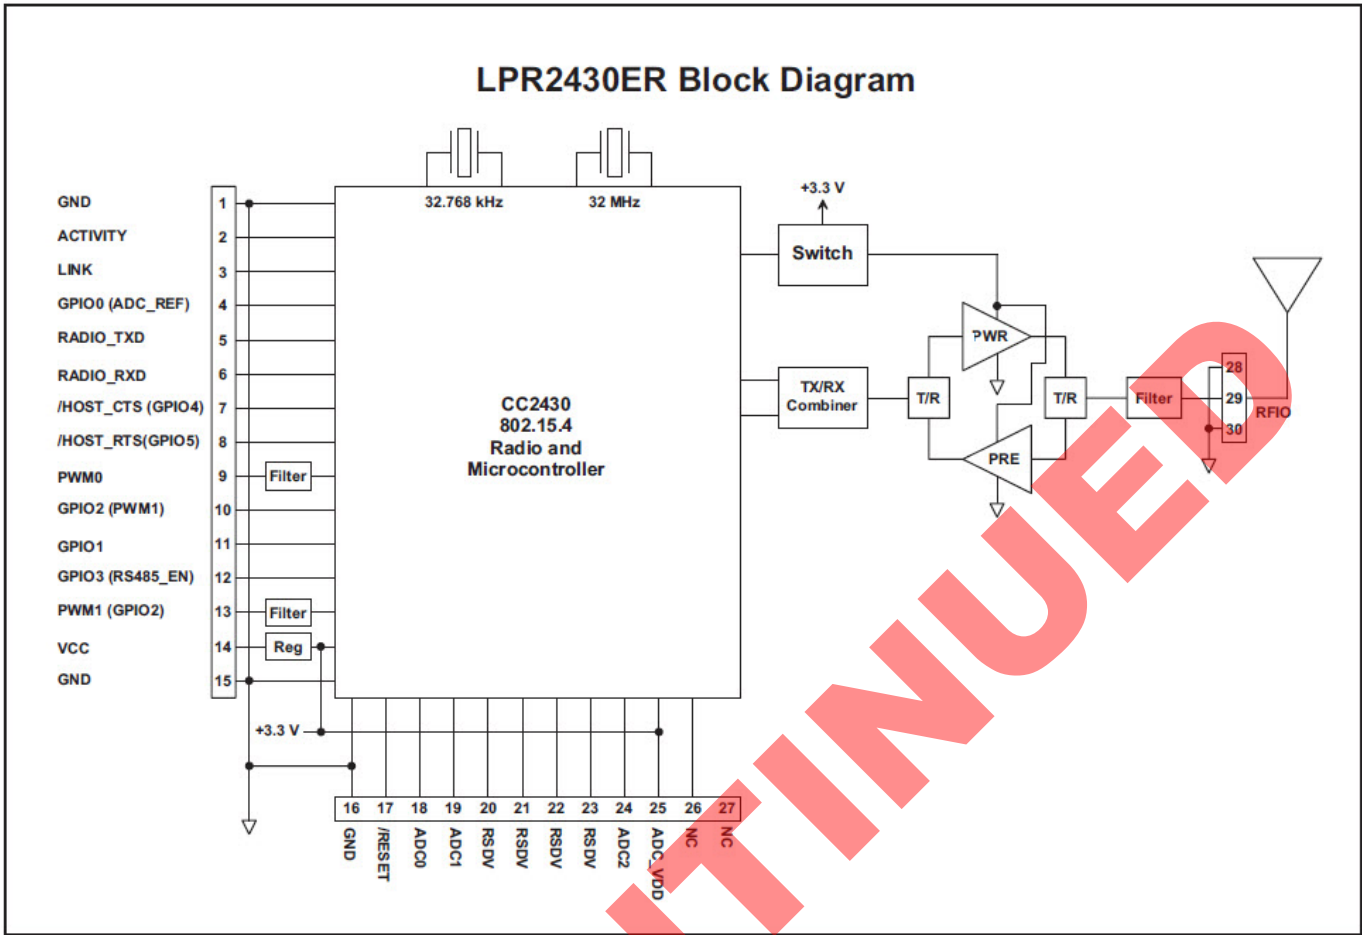 LPR2430ER Block Diagram
32.768 kHz
32 MHz
+3.3 V
Switch
GND 1
ACTIVITY 2
LINK 3
GPIO0 (ADC_REF) 4
RADIO_TXD 5
RADIO_RXD 6
/HOST_CTS (GPIO4) 7
/HOST_RTS(GPIO5) 8
PWM0 9 Filter
GPIO2 (PWM1) 10
GPIO1 11
GPIO3 (RS485_EN) 12
PWM1 (GPIO2) 13 Filter
VCC 14 Reg
GND 15
CC2430
802.15.4
Radio and
Microcontroller
TX/RX
Combiner
T/R
PWR
PRE
T/R
Filter
28
29
30
RFIO
+3.3 V
16 17 18 19 20 21 22 23 24 25 26 27
GND
/RESET
ADC0
ADC1
RSDV
RSDV
RSDV
RSDV
ADC2
ADC_VDD
NC
NC
TINUED